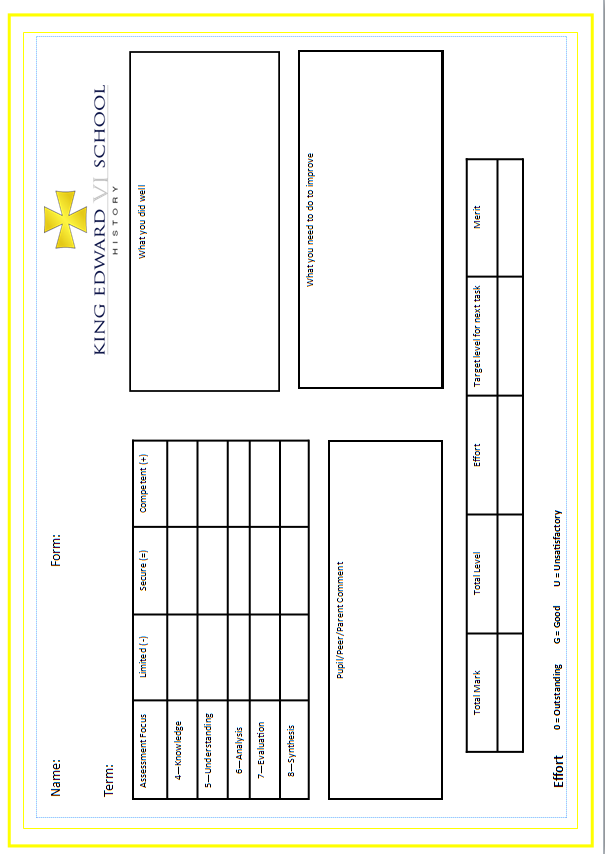 Name:
Form:
KING EDWARD VI SCHOOL
HISTORY
Term:
Assessment Focus
Limited (-)
Secure (=)
Competent (+)
4—Knowledge
5—Understanding
6—Analysis
7—Evaluation
8—Synthesis
What you did well
What you need to do to improve
Pupil/Peer/Parent Comment
Total Mark
Total Level
Effort
Target level for next task
Merit
Effort 0 = Outstanding G = Good U = Unsatisfactory